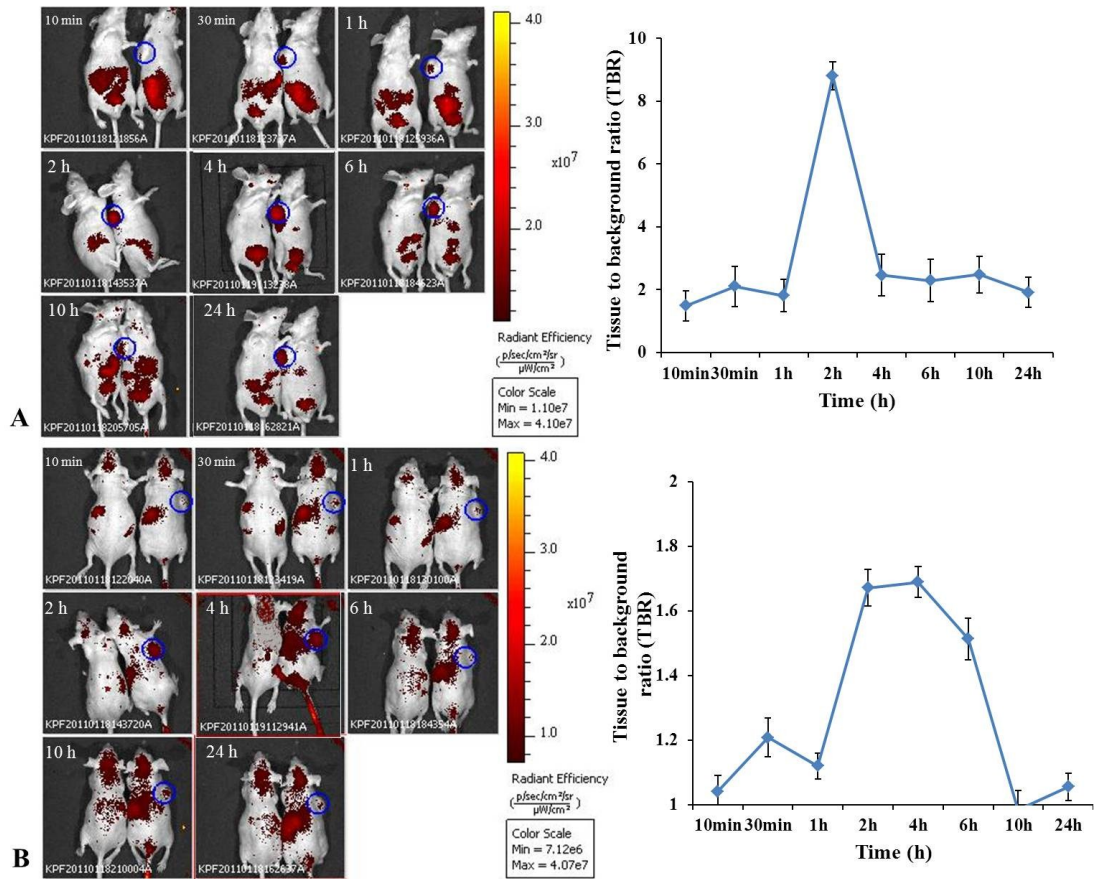 10 min
30 min
1 h
KPF20110118121856A
2 h
4 h
6 h
KPF20110118143537A
KPF20110119113238A
KPF20110118184623A
10 h
24 h
KPF20110118205705A
A
4.0
3.0
x10⁷
2.0
Radiant Efficiency
(p/sec/cm²/sr / µW/cm²)
Color Scale
Min = 1.10e7
Max = 4.10e7
Tissue to background ratio (TBR)
10
8
6
4
2
0
10min 30min 1h 2h 4h 6h 10h 24h
Time (h)
10 min
30 min
1 h
KPF20110118122040A
2 h
4 h
6 h
KPF20110118143720A
KPF20110119112941A
10 h
24 h
KPF20110118210004A
B
4.0
3.0
x10⁷
2.0
1.0
Radiant Efficiency
(p/sec/cm²/sr / µW/cm²)
Color Scale
Min = 7.12e6
Max = 4.07e7
Tissue to background
ratio (TBR)
2
1.8
1.6
1.4
1.2
1
10min 30min 1h 2h 4h 6h 10h 24h
Time (h)